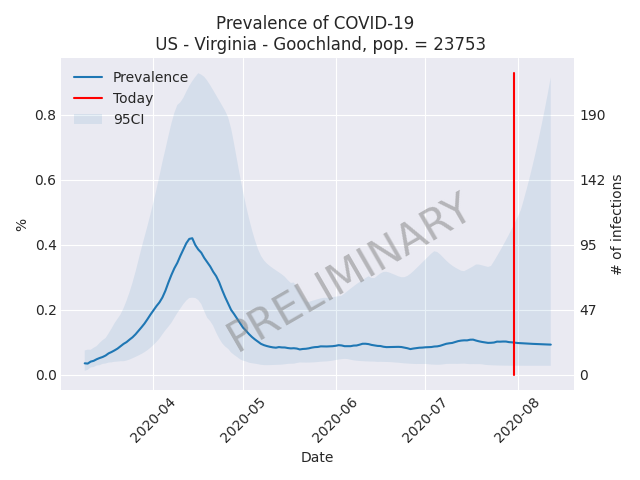 Prevalence of COVID-19
US - Virginia - Goochland, pop. = 23753
Prevalence
Today
95CI
0.8
0.6
0.4
0.2
0.0
%
190
142
95
47
0
# of infections
PRELIMINARY
2020-04
2020-05
2020-06
2020-07
2020-08
Date